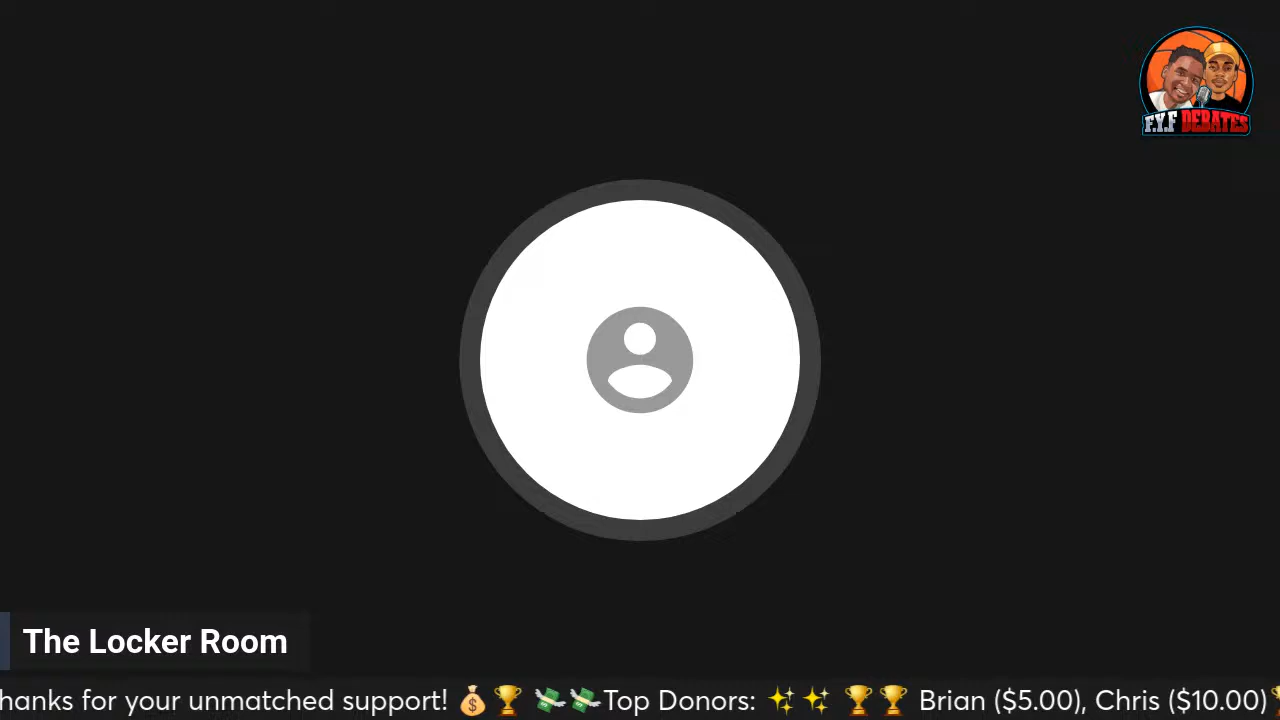 F.Y.F DEBATES
The Locker Room
hanks for your unmatched support! 💰🏆 💸💸Top Donors: ✨✨ 🏆🏆 Brian ($5.00), Chris ($10.00)